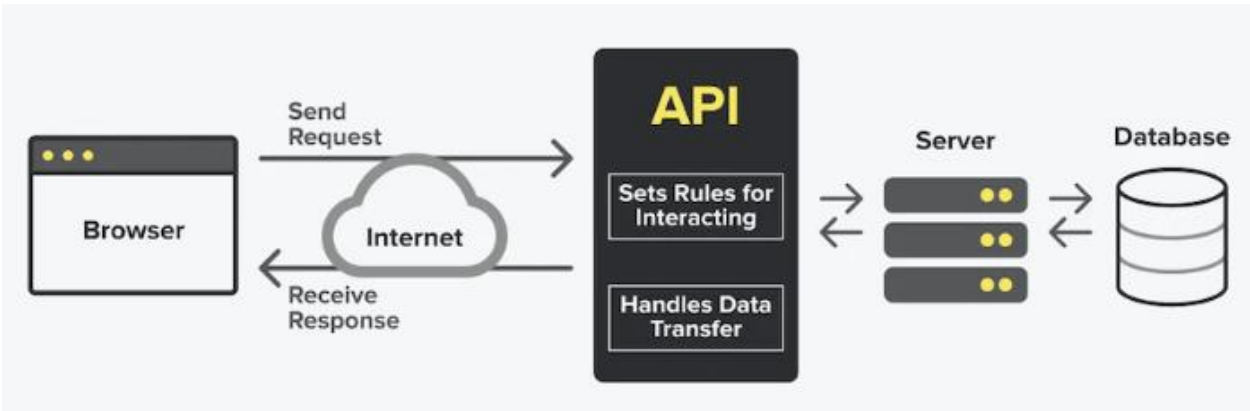 Browser
Send
Request
Internet
Receive
Response
API
Sets Rules for
Interacting
Handles Data
Transfer
Server
Database